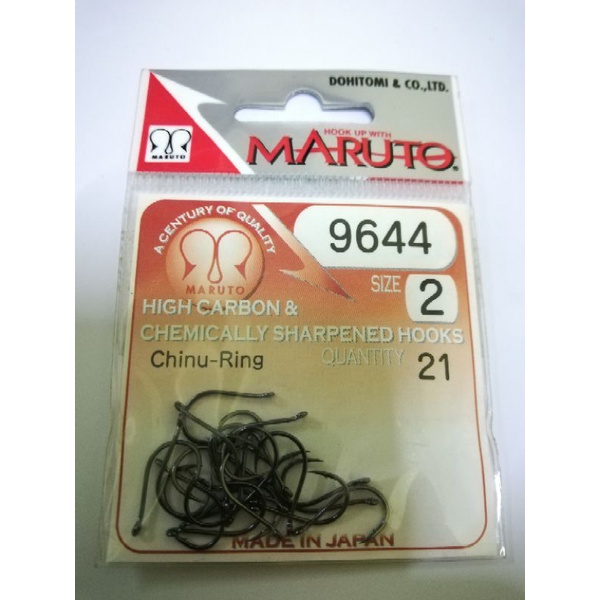 DOHITOMI & CO.,LTD.
HOOK UP WITH
MARUTO
MARUTO.
A CENTURY OF QUALITY
MARUTO
9644
SIZE 2
HIGH CARBON &
CHEMICALLY SHARPENED HOOKS
Chinu-Ring
QUANTITY 21
MADE IN JAPAN